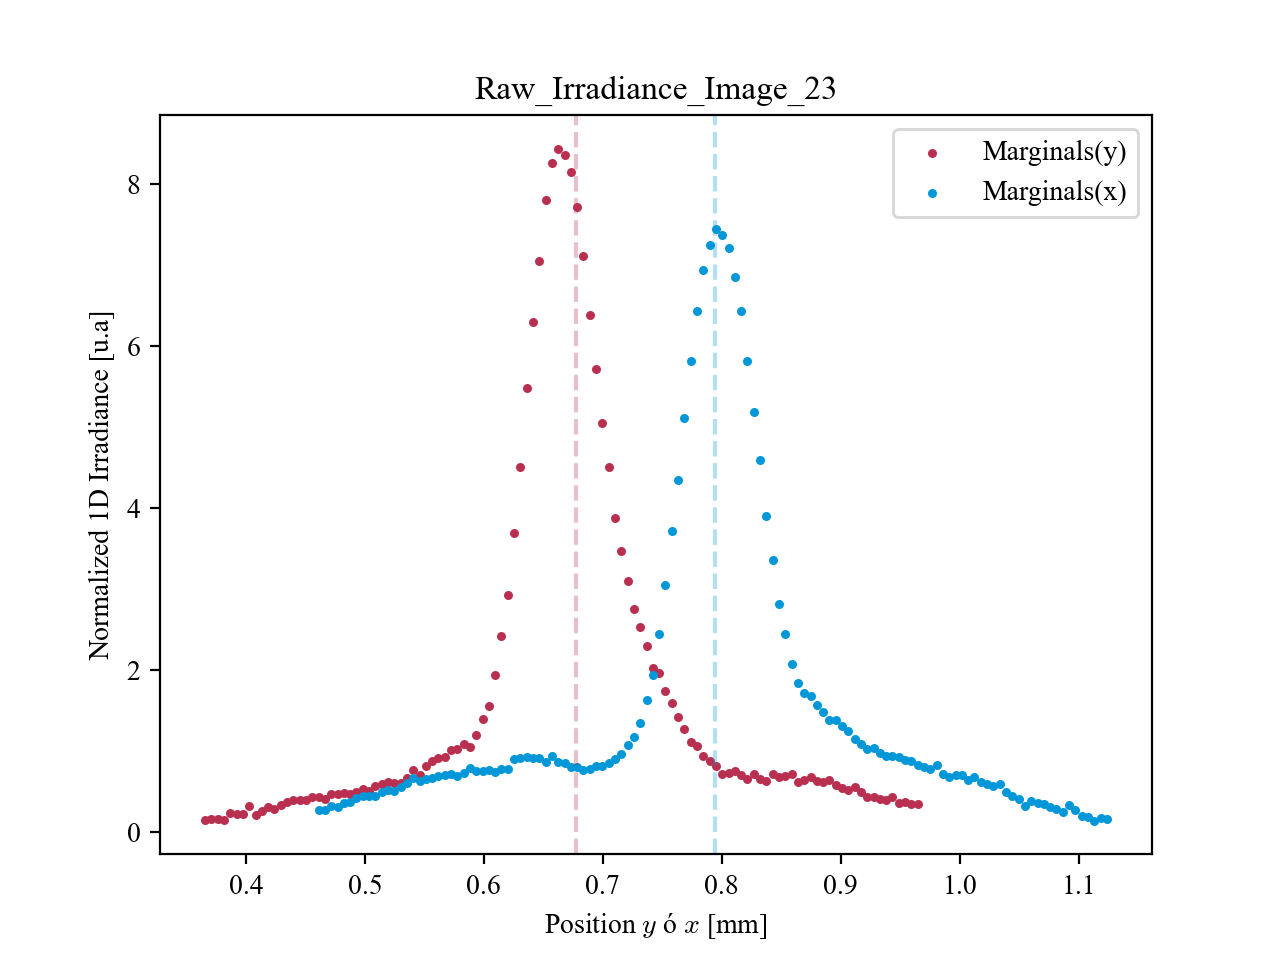 Raw_Irradiance_Image_23
Marginals(y)
Marginals(x)
Normalized 1D Irradiance [u.a]
8
6
4
2
0
0.4 0.5 0.6 0.7 0.8 0.9 1.0 1.1
Position y ó x [mm]